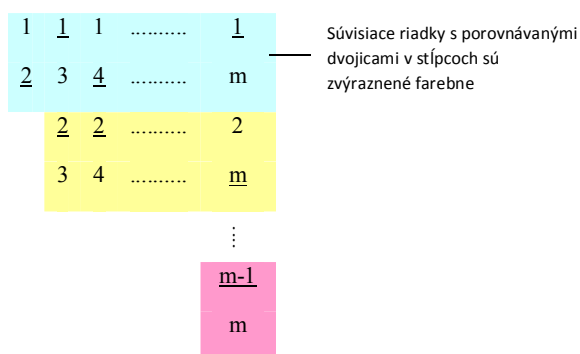 1 1 1 .......... 1
2 3 4 m
2 2 .......... 2
3 4 .......... m
⋮
m-1
m
Súvisiace riadky s porovnávanými
dvojicami v stĺpcoch sú
zvýraznené farebne